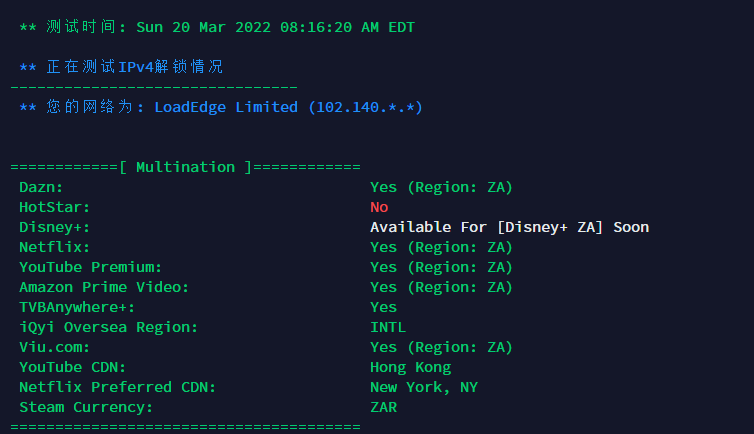 ** 测试时间: Sun 20 Mar 2022 08:16:20 AM EDT
** 正在测试IPv4解锁情况
--------------------------------
** 您的网络为: LoadEdge Limited (102.140.*.*)
============[ Multination ]============
Dazn: Yes (Region: ZA)
HotStar: No
Disney+: Available For [Disney+ ZA] Soon
Netflix: Yes (Region: ZA)
YouTube Premium: Yes (Region: ZA)
Amazon Prime Video: Yes (Region: ZA)
TVBAnywhere+: Yes
iQyi Oversea Region: INTL
Viu.com: Yes (Region: ZA)
YouTube CDN: Hong Kong
Netflix Preferred CDN: New York, NY
Steam Currency: ZAR
=======================================